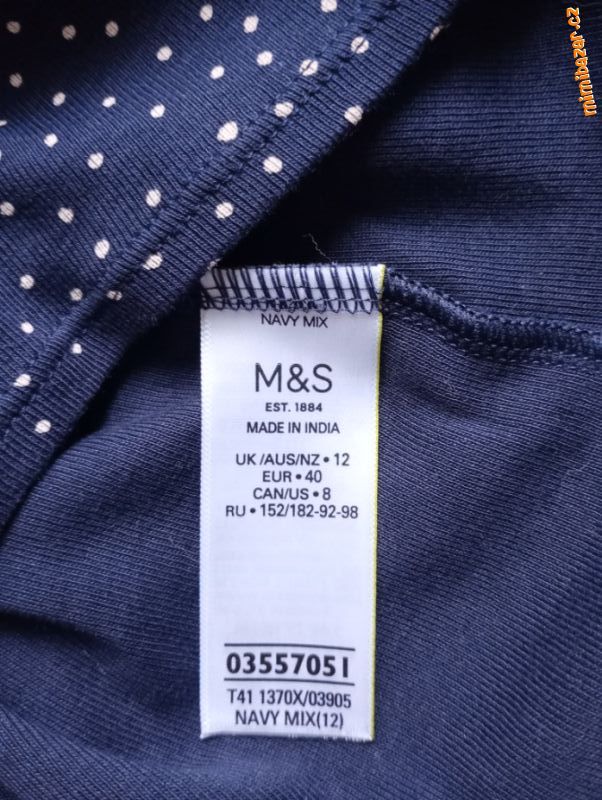 mimibazar.cz
NAVY MIX
M&S
EST. 1884
MADE IN INDIA
UK/AUS/NZ • 12
EUR • 40
CAN/US • 8
RU • 152/182-92-98
03557051
T41 1370X/03905
NAVY MIX(12)